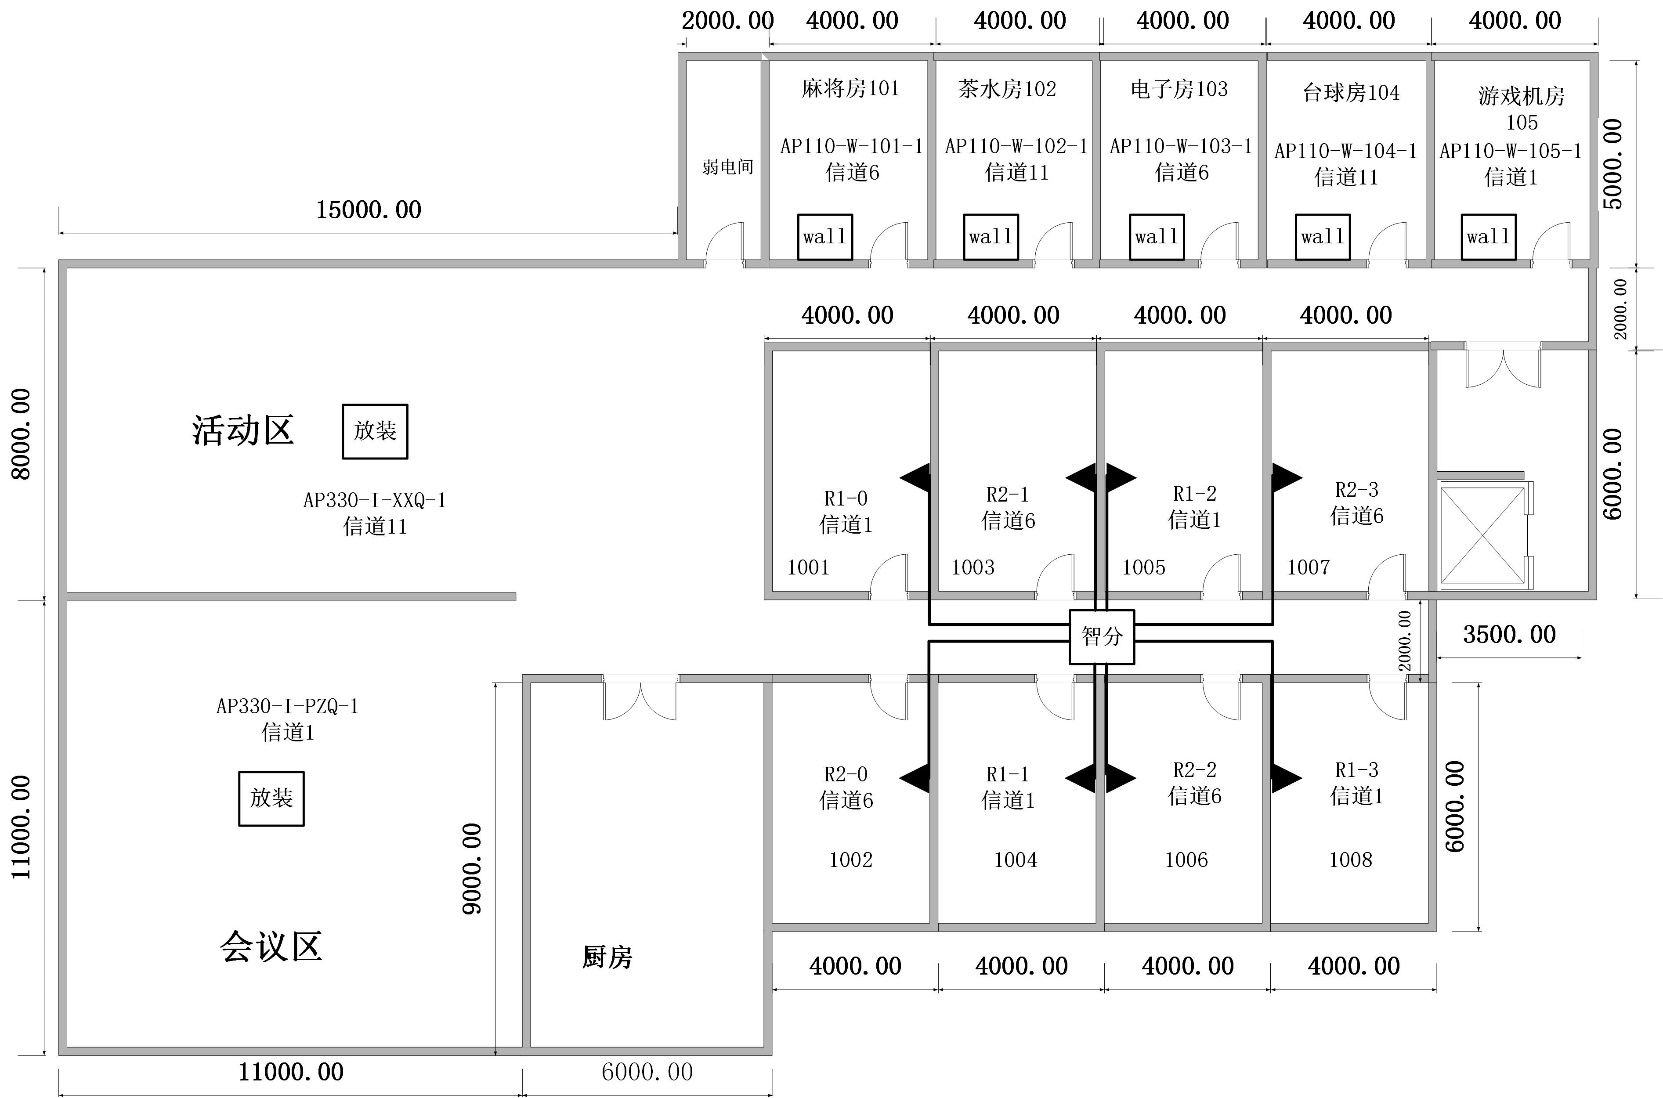 2000.00
4000.00
4000.00
4000.00
4000.00
4000.00
麻将房101
茶水房102
电子房103
台球房104
游戏机房
105
AP110-W-101-1
信道6
AP110-W-102-1
信道11
AP110-W-103-1
信道6
AP110-W-104-1
信道11
AP110-W-105-1
信道1
弱电间
5000.00
15000.00
wall
wall
wall
wall
wall
2000.00
4000.00
4000.00
4000.00
4000.00
8000.00
活动区
放装
AP330-I-XXQ-1
信道11
R1-0
信道1
R2-1
信道6
R1-2
信道1
R2-3
信道6
6000.00
1001
1003
1005
1007
智分
2000.00
3500.00
AP330-I-PZQ-1
信道1
放装
11000.00
9000.00
R2-0
信道6
R1-1
信道1
R2-2
信道6
R1-3
信道1
6000.00
1002
1004
1006
1008
会议区
厨房
4000.00
4000.00
4000.00
4000.00
11000.00
6000.00